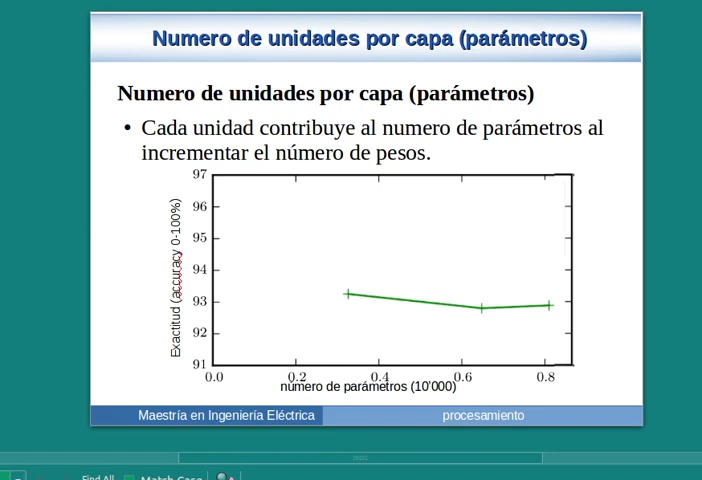 Numero de unidades por capa (parámetros)
Numero de unidades por capa (parámetros)
• Cada unidad contribuye al numero de parámetros al
incrementar el número de pesos.
97
96
95
94
93
92
91
Exactitud (accuracy 0-100%)
0.0 0.2 0.4 0.6 0.8
numero de parámetros (10'000)
Maestría en Ingeniería Eléctrica procesamiento
Find All Match Case